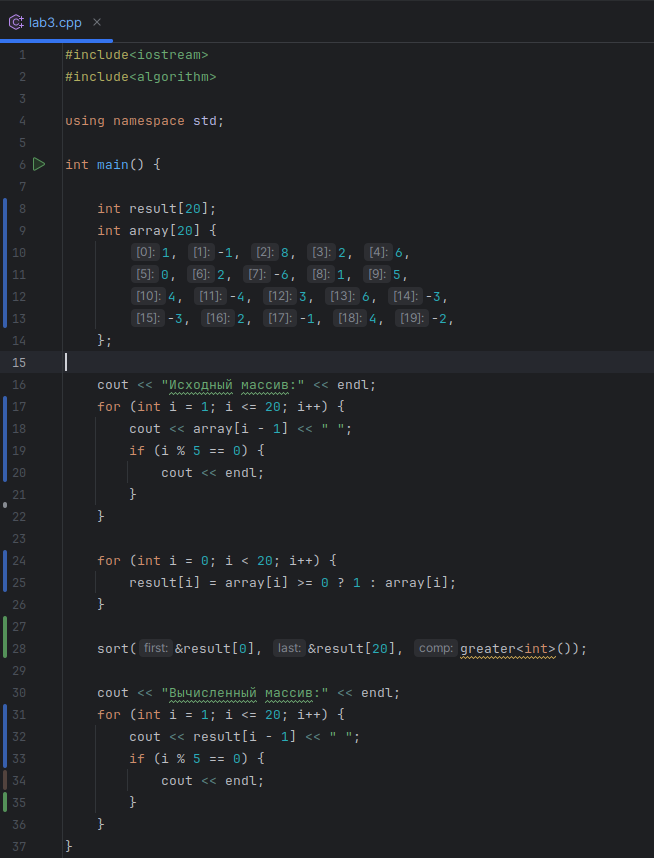 lab3.cpp ×
1 #include<iostream>
2 #include<algorithm>
3
4 using namespace std;
5
6 int main() {
7
8     int result[20];
9     int array[20] {
10         [0]: 1, [1]: -1, [2]: 8, [3]: 2, [4]: 6,
11         [5]: 0, [6]: 2, [7]: -6, [8]: 1, [9]: 5,
12         [10]: 4, [11]: -4, [12]: 3, [13]: 6, [14]: -3,
13         [15]: -3, [16]: 2, [17]: -1, [18]: 4, [19]: -2,
14     };
15
16     cout << "Исходный массив:" << endl;
17     for (int i = 1; i <= 20; i++) {
18         cout << array[i - 1] << " ";
19         if (i % 5 == 0) {
20             cout << endl;
21         }
22     }
23
24     for (int i = 0; i < 20; i++) {
25         result[i] = array[i] >= 0 ? 1 : array[i];
26     }
27
28     sort( first: &result[0], last: &result[20], comp: greater<int>());
29
30     cout << "Вычисленный массив:" << endl;
31     for (int i = 1; i <= 20; i++) {
32         cout << result[i - 1] << " ";
33         if (i % 5 == 0) {
34             cout << endl;
35         }
36     }
37 }